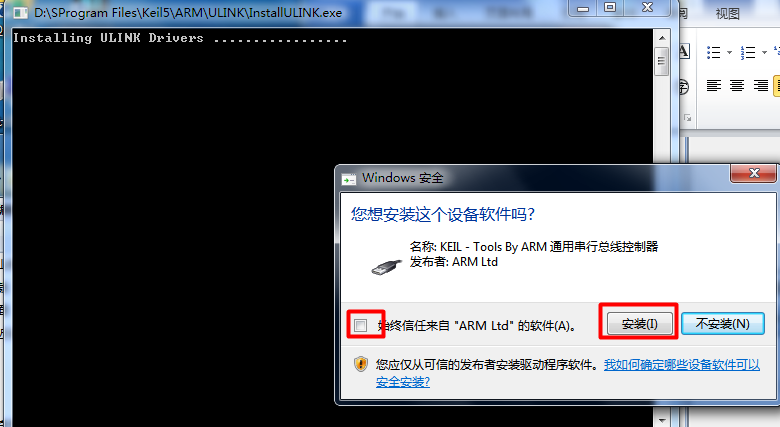 D:\SProgram Files\Keil5\ARM\ULINK\InstallULINK.exe
视图
Installing ULINK Drivers .................
Windows 安全
您想安装这个设备软件吗?
名称: KEIL - Tools By ARM 通用串行总线控制器
发布者: ARM Ltd
始终信任来自 "ARM Ltd" 的软件(A)。
安装(I)
不安装(N)
您应仅从可信的发布者安装驱动程序软件。我如何确定哪些设备软件可以
安全安装?